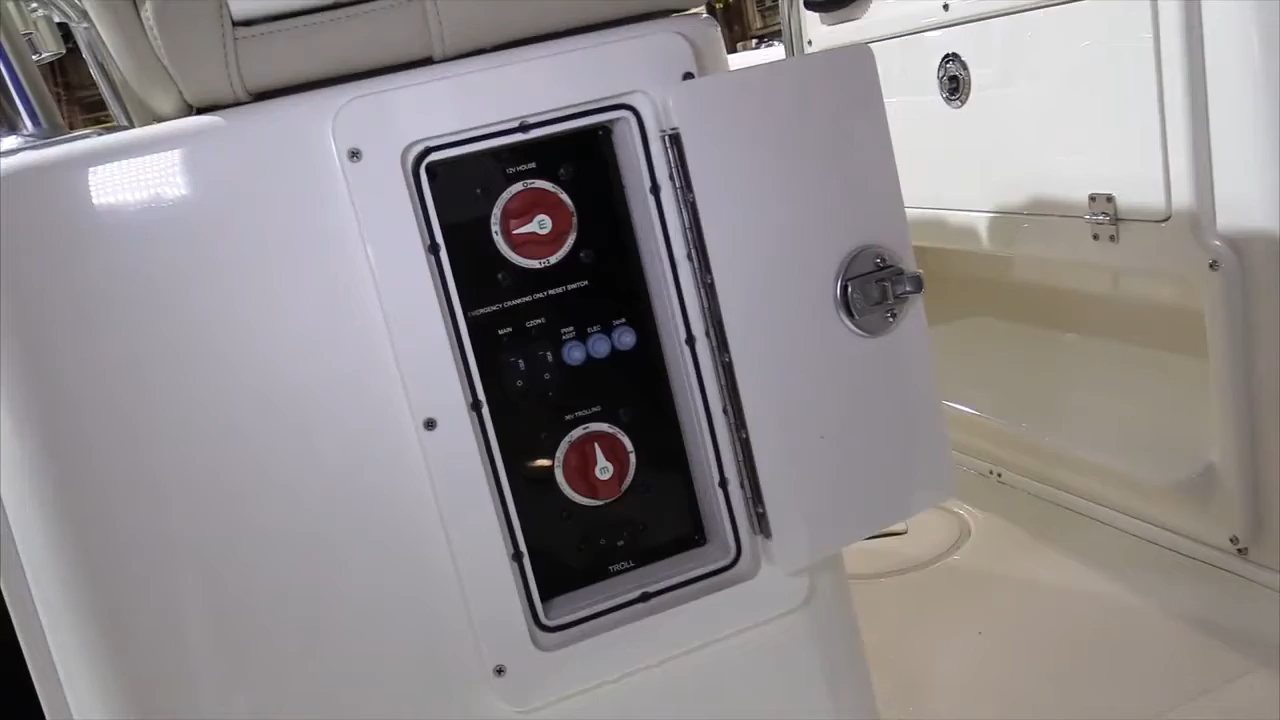 12V HOUSE
1+2
EMERGENCY CRANKING ONLY RESET SWITCH
MAIN CZONE
PWR ASST
ELEC
24HR
36V TROLLING
TROLL